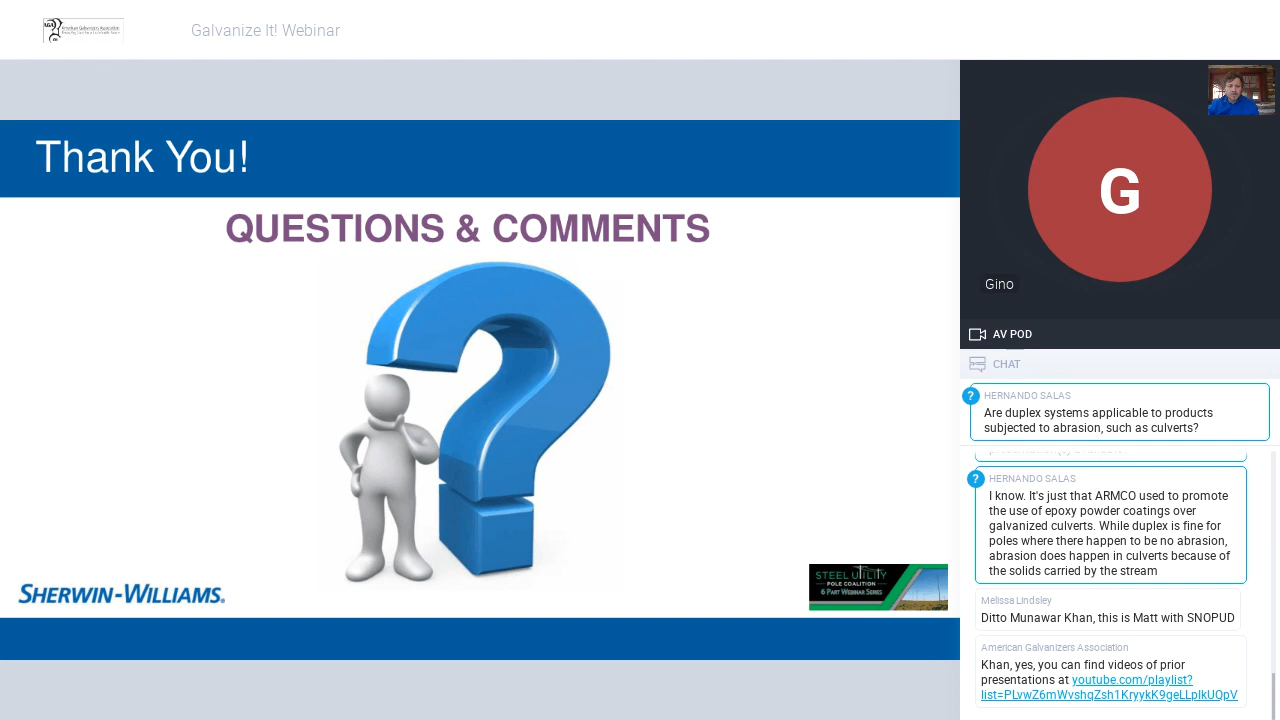 AGA
American Galvanizers Association
Galvanize It! Webinar
Thank You!
QUESTIONS & COMMENTS
SHERWIN-WILLIAMS.
STEEL UTILITY
POLE COALITION
6 PART WEBINAR SERIES
G
Gino
AV POD
CHAT
?
HERNANDO SALAS
Are duplex systems applicable to products
subjected to abrasion, such as culverts?
?
HERNANDO SALAS
I know. It's just that ARMCO used to promote
the use of epoxy powder coatings over
galvanized culverts. While duplex is fine for
poles where there happen to be no abrasion,
abrasion does happen in culverts because of
the solids carried by the stream
Melissa Lindsley
Ditto Munawar Khan, this is Matt with SNOPUD
American Galvanizers Association
Khan, yes, you can find videos of prior
presentations at youtube.com/playlist?
list=PLvwZ6mWvshqZsh1KryykK9geLLpIkUQpV